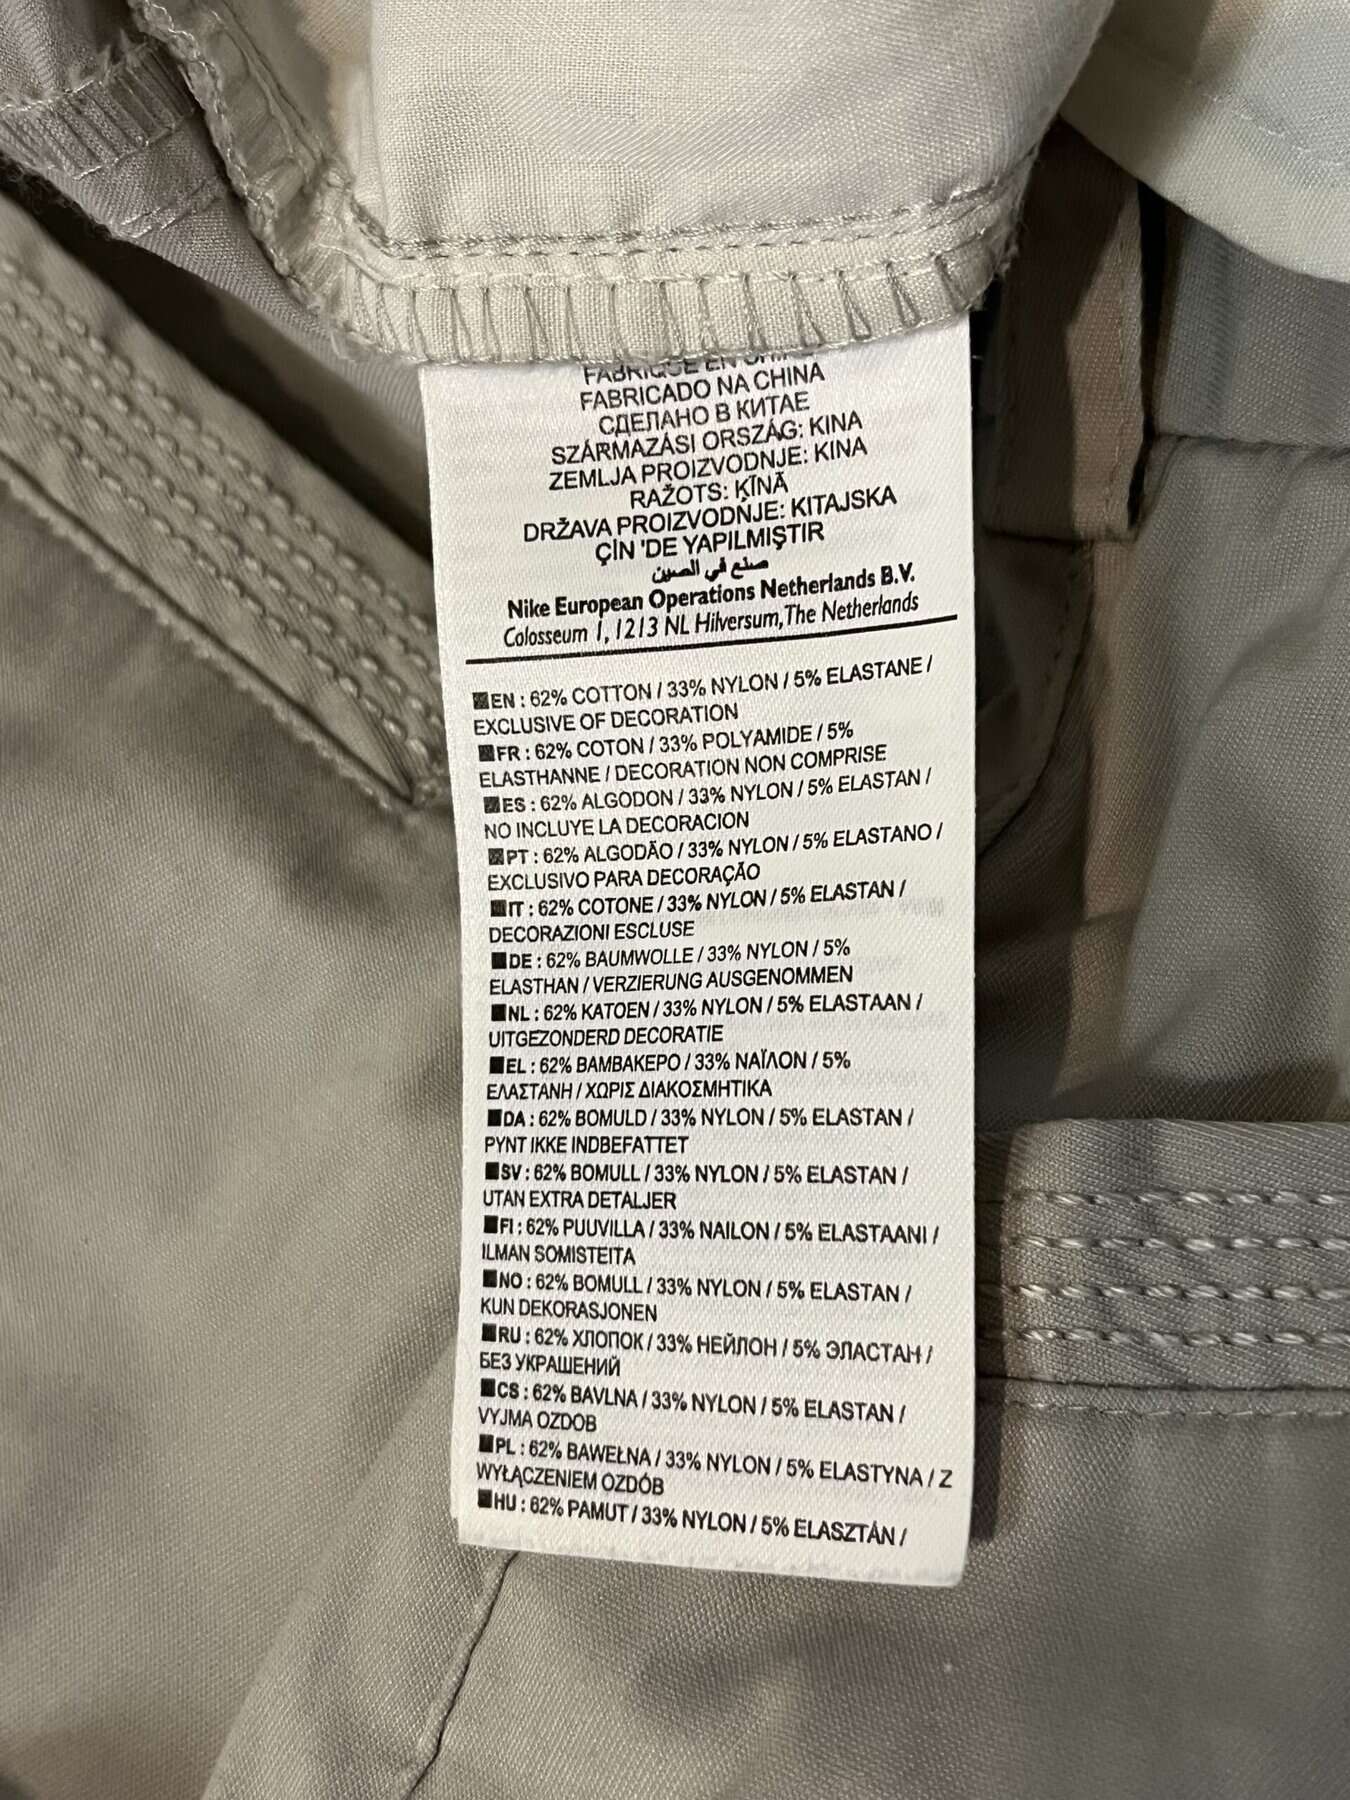 FABRIQUE EN CHINE
FABRICADO NA CHINA
СДЕЛАНО В КИТАЕ
SZÁRMAZÁSI ORSZÁG: KINA
ZEMLJA PROIZVODNJE: KINA
RAŽOTS: ĶĪNĀ
DRŽAVA PROIZVODNJE: KITAJSKA
ÇİN 'DE YAPILMIŞTIR
صنع في الصين
Nike European Operations Netherlands B.V.
Colosseum 1, 1213 NL Hilversum, The Netherlands
EN : 62% COTTON / 33% NYLON / 5% ELASTANE /
EXCLUSIVE OF DECORATION
FR : 62% COTON / 33% POLYAMIDE / 5%
ELASTHANNE / DECORATION NON COMPRISE
ES : 62% ALGODON / 33% NYLON / 5% ELASTAN /
NO INCLUYE LA DECORACION
PT : 62% ALGODÃO / 33% NYLON / 5% ELASTANO /
EXCLUSIVO PARA DECORAÇÃO
IT : 62% COTONE / 33% NYLON / 5% ELASTAN /
DECORAZIONI ESCLUSE
DE : 62% BAUMWOLLE / 33% NYLON / 5%
ELASTHAN / VERZIERUNG AUSGENOMMEN
NL : 62% KATOEN / 33% NYLON / 5% ELASTAAN /
UITGEZONDERD DECORATIE
EL : 62% ΒΑΜΒΑΚΕΡΟ / 33% ΝΑΪΛΟΝ / 5%
ΕΛΑΣΤΑΝΗ / ΧΩΡΙΣ ΔΙΑΚΟΣΜΗΤΙΚΑ
DA : 62% BOMULD / 33% NYLON / 5% ELASTAN /
PYNT IKKE INDBEFATTET
SV : 62% BOMULL / 33% NYLON / 5% ELASTAN /
UTAN EXTRA DETALJER
FI : 62% PUUVILLA / 33% NAILON / 5% ELASTAANI /
ILMAN SOMISTEITA
NO : 62% BOMULL / 33% NYLON / 5% ELASTAN /
KUN DEKORASJONEN
RU : 62% ХЛОПОК / 33% НЕЙЛОН / 5% ЭЛАСТАН /
БЕЗ УКРАШЕНИЙ
CS : 62% BAVLNA / 33% NYLON / 5% ELASTAN /
VYJMA OZDOB
PL : 62% BAWEŁNA / 33% NYLON / 5% ELASTYNA / Z
WYŁĄCZENIEM OZDÓB
HU : 62% PAMUT / 33% NYLON / 5% ELASZTÁN /